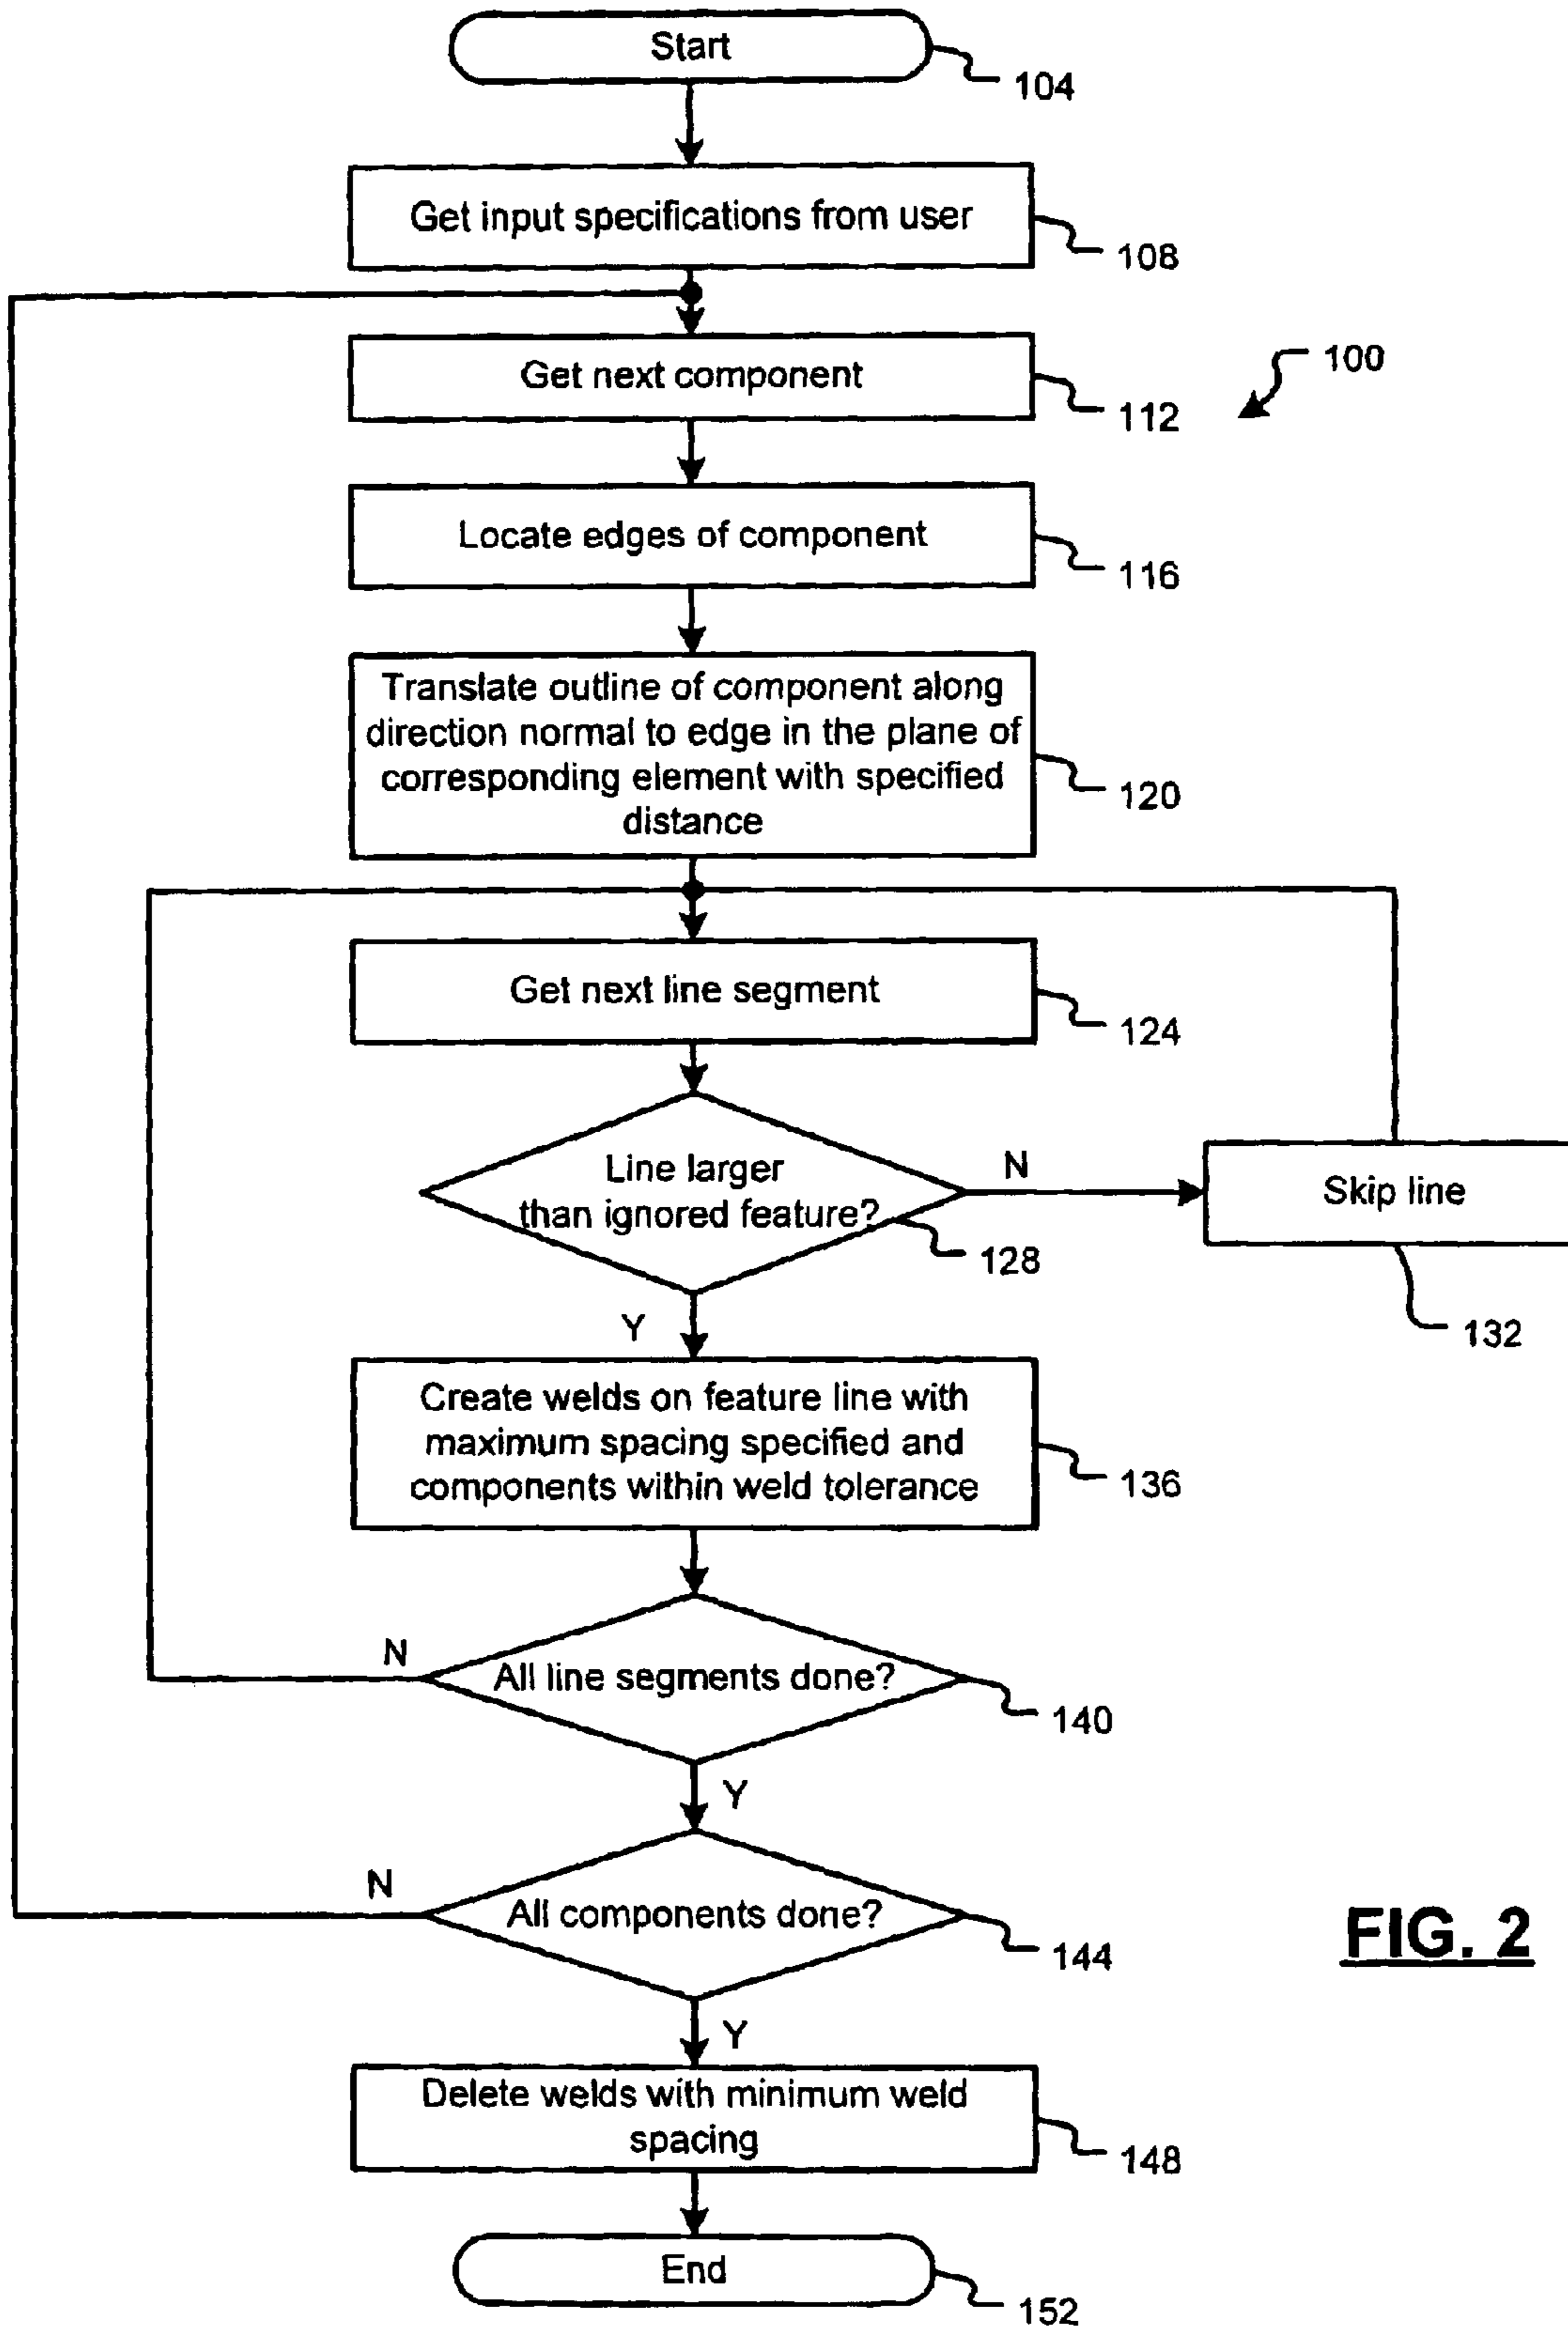 Start
104
Get input specifications from user
108
Get next component
112
100
Locate edges of component
116
Translate outline of component along
direction normal to edge in the plane of
corresponding element with specified
distance
120
Get next line segment
124
Line larger
than ignored feature?
128
N
Skip line
132
Y
Create welds on feature line with
maximum spacing specified and
components within weld tolerance
136
N
All line segments done?
140
Y
N
All components done?
144
FIG. 2
Y
Delete welds with minimum weld
spacing
148
End
152